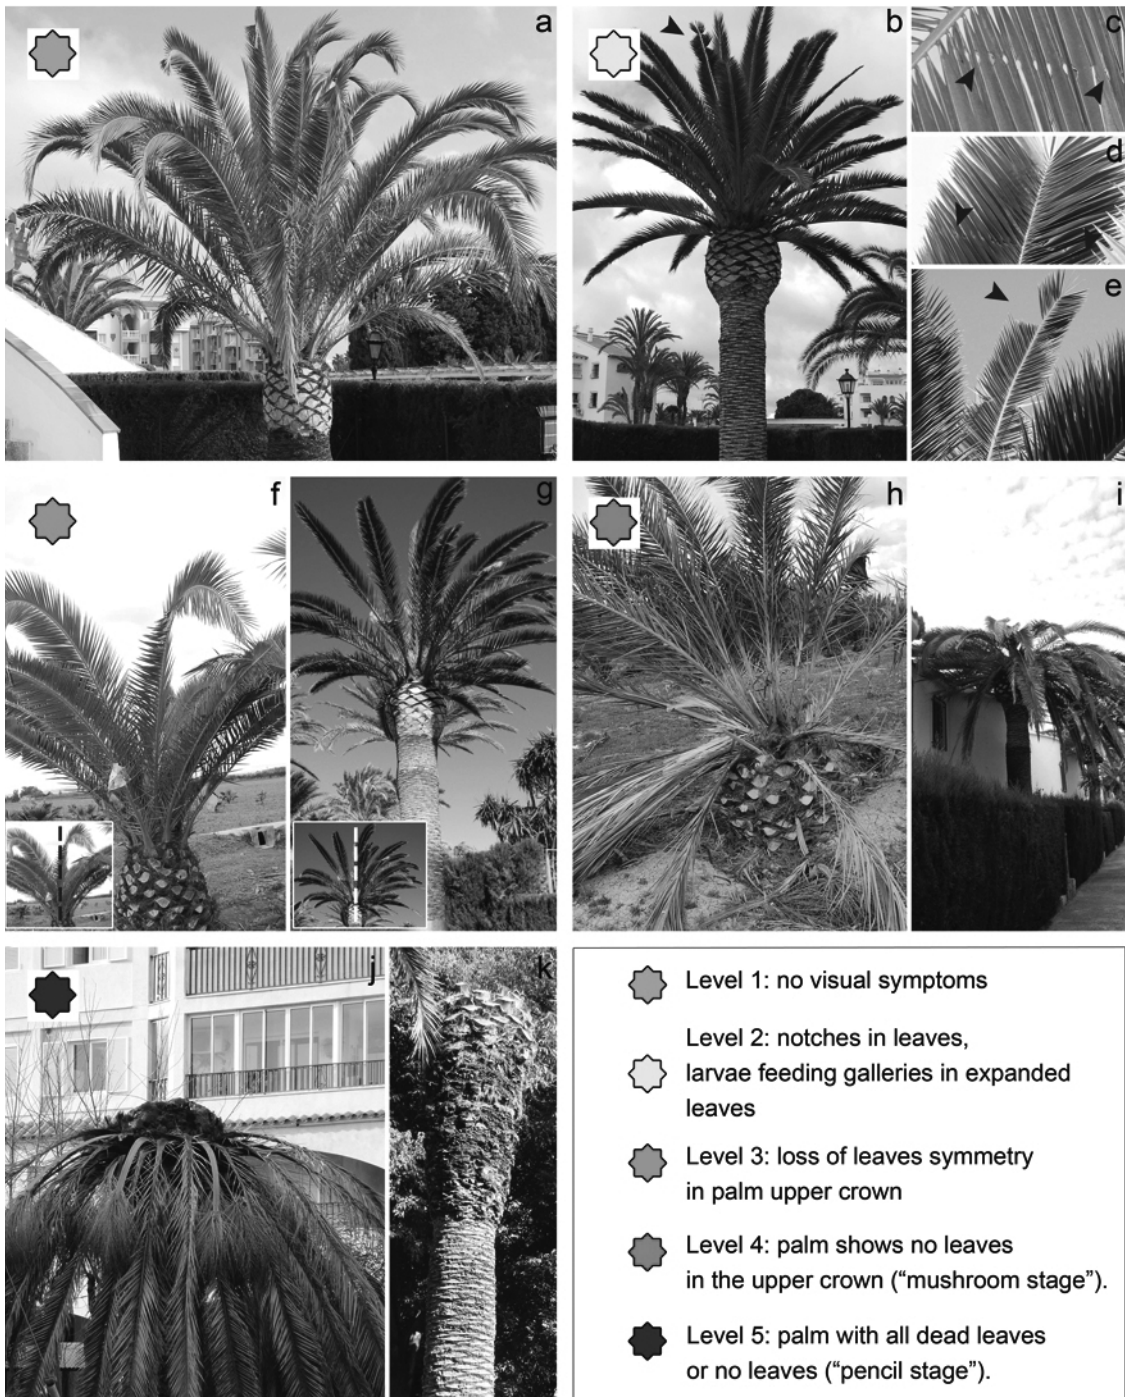 a
b
c
d
e
f
g
h
i
j
k
Level 1: no visual symptoms
Level 2: notches in leaves,
larvae feeding galleries in expanded
leaves
Level 3: loss of leaves symmetry
in palm upper crown
Level 4: palm shows no leaves
in the upper crown (“mushroom stage”).
Level 5: palm with all dead leaves
or no leaves (“pencil stage”).